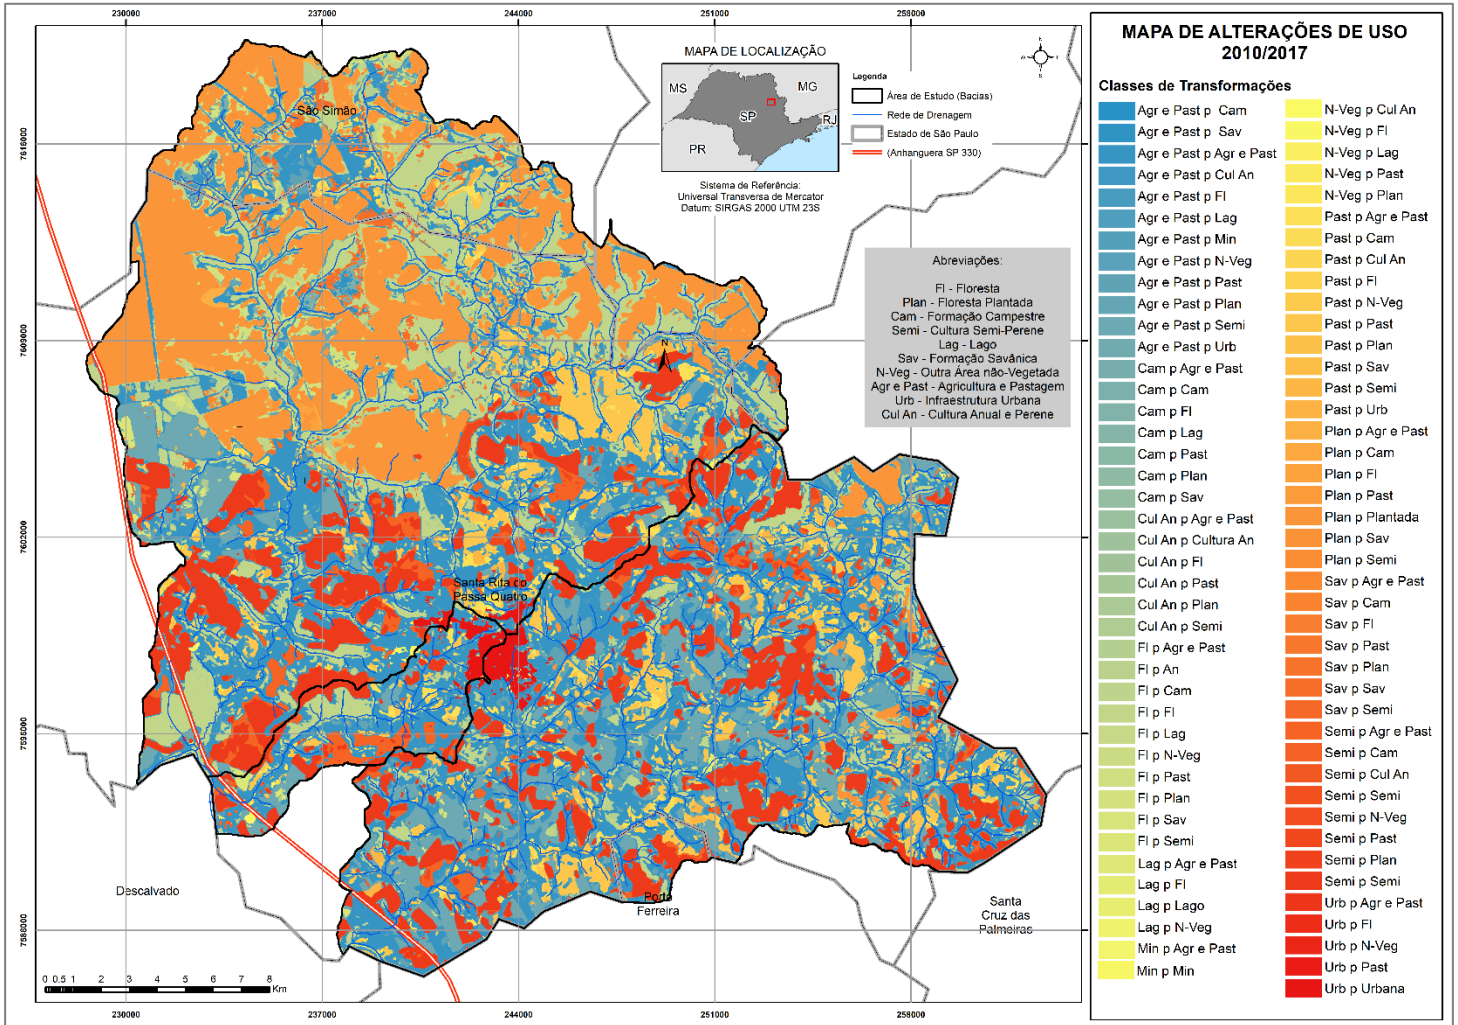 230000
237000
244000
251000
258000
7616000
7609000
7602000
7595000
7588000
230000
237000
244000
251000
258000
São Simão
Santa Rita do
Passa Quatro
Descalvado
Porto
Ferreira
Santa
Cruz das
Palmeiras
N
0 0.5 1 2 3 4 5 6 7 8
Km
MAPA DE LOCALIZAÇÃO
MS
MG
SP
RJ
PR
Sistema de Referência:
Universal Transversa de Mercator
Datum: SIRGAS 2000 UTM 23S
Legenda
Área de Estudo (Bacias)
Rede de Drenagem
Estado de São Paulo
(Anhanguera SP 330)
Abreviações:
Fl - Floresta
Plan - Floresta Plantada
Cam - Formação Campestre
Semi - Cultura Semi-Perene
Lag - Lago
Sav - Formação Savânica
N-Veg - Outra Área não-Vegetada
Agr e Past - Agricultura e Pastagem
Urb - Infraestrutura Urbana
Cul An - Cultura Anual e Perene
MAPA DE ALTERAÇÕES DE USO
2010/2017
Classes de Transformações
Agr e Past p Cam
Agr e Past p Sav
Agr e Past p Agr e Past
Agr e Past p Cul An
Agr e Past p Fl
Agr e Past p Lag
Agr e Past p Min
Agr e Past p N-Veg
Agr e Past p Past
Agr e Past p Plan
Agr e Past p Semi
Agr e Past p Urb
Cam p Agr e Past
Cam p Cam
Cam p Fl
Cam p Lag
Cam p Past
Cam p Plan
Cam p Sav
Cul An p Agr e Past
Cul An p Cultura An
Cul An p Fl
Cul An p Past
Cul An p Plan
Cul An p Semi
Fl p Agr e Past
Fl p An
Fl p Cam
Fl p Fl
Fl p Lag
Fl p N-Veg
Fl p Past
Fl p Plan
Fl p Sav
Fl p Semi
Lag p Agr e Past
Lag p Fl
Lag p Lago
Lag p N-Veg
Min p Agr e Past
Min p Min
N-Veg p Cul An
N-Veg p Fl
N-Veg p Lag
N-Veg p Past
N-Veg p Plan
Past p Agr e Past
Past p Cam
Past p Cul An
Past p Fl
Past p N-Veg
Past p Past
Past p Plan
Past p Sav
Past p Semi
Past p Urb
Plan p Agr e Past
Plan p Cam
Plan p Fl
Plan p Past
Plan p Plantada
Plan p Sav
Plan p Semi
Sav p Agr e Past
Sav p Cam
Sav p Fl
Sav p Past
Sav p Plan
Sav p Sav
Sav p Semi
Semi p Agr e Past
Semi p Cam
Semi p Cul An
Semi p Semi
Semi p N-Veg
Semi p Past
Semi p Plan
Semi p Semi
Urb p Agr e Past
Urb p Fl
Urb p N-Veg
Urb p Past
Urb p Urbana